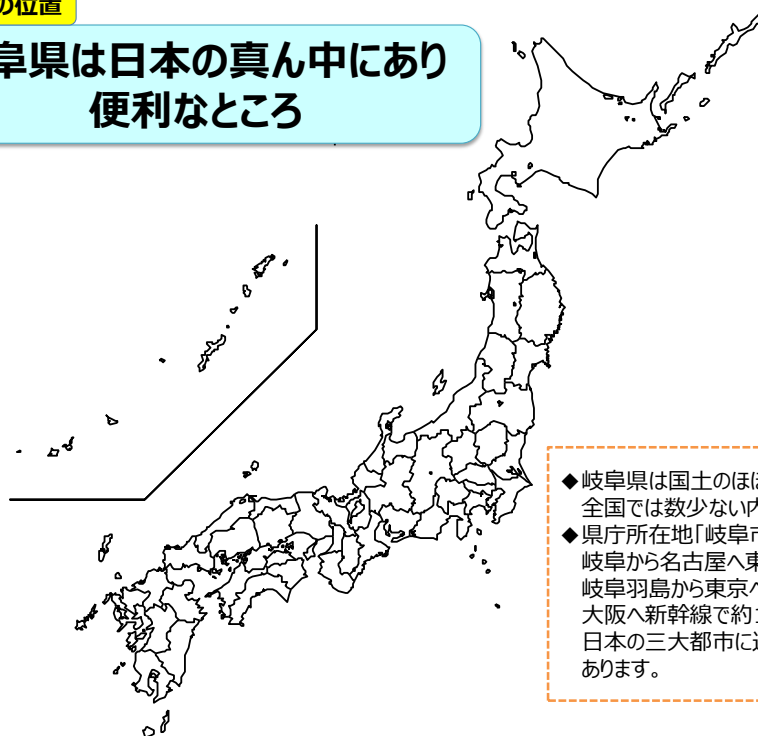 の位置
阜県は日本の真ん中にあり
便利なところ
◆岐阜県は国土のほぼ
全国では数少ない内
◆県庁所在地「岐阜市
岐阜から名古屋へ東
岐阜羽島から東京へ
大阪へ新幹線で約1
日本の三大都市に近
あります。